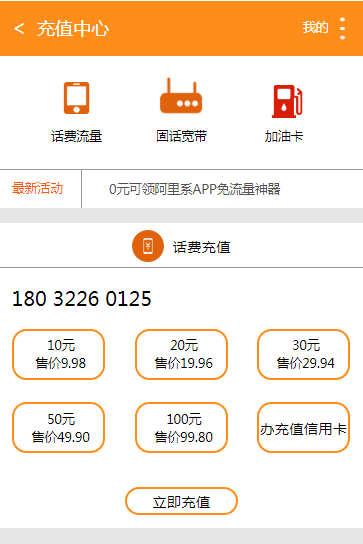 < 充值中心 我的
话费流量 固话宽带 加油卡
最新活动 0元可领阿里系APP免流量神器
话费充值
180 3226 0125
10元 20元 30元
售价9.98 售价19.96 售价29.94
50元 100元
售价49.90 售价99.80 办充值信用卡
立即充值